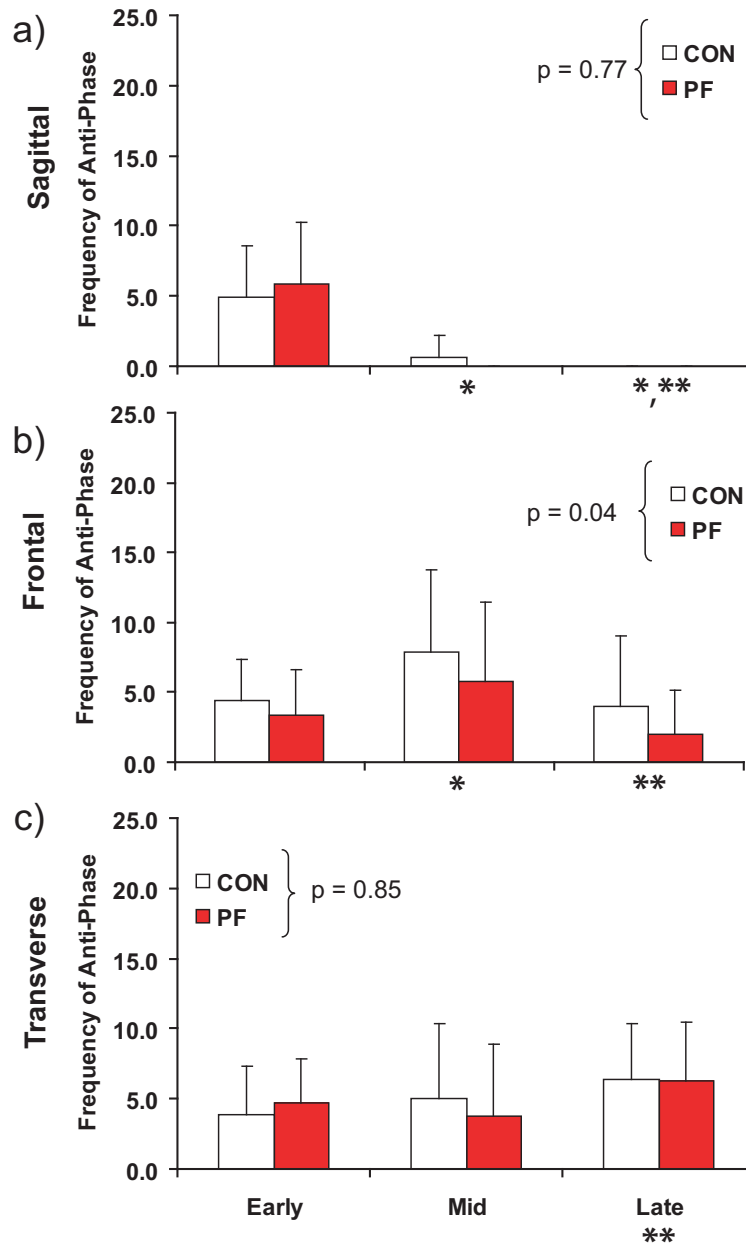 a)
Sagittal
Frequency of Anti-Phase
25.0
20.0
15.0
10.0
5.0
0.0
p = 0.77
CON
PF
*
*,**
b)
Frontal
Frequency of Anti-Phase
25.0
20.0
15.0
10.0
5.0
0.0
p = 0.04
CON
PF
*
**
c)
Transverse
Frequency of Anti-Phase
25.0
20.0
15.0
10.0
5.0
0.0
CON
PF
p = 0.85
Early Mid Late
**